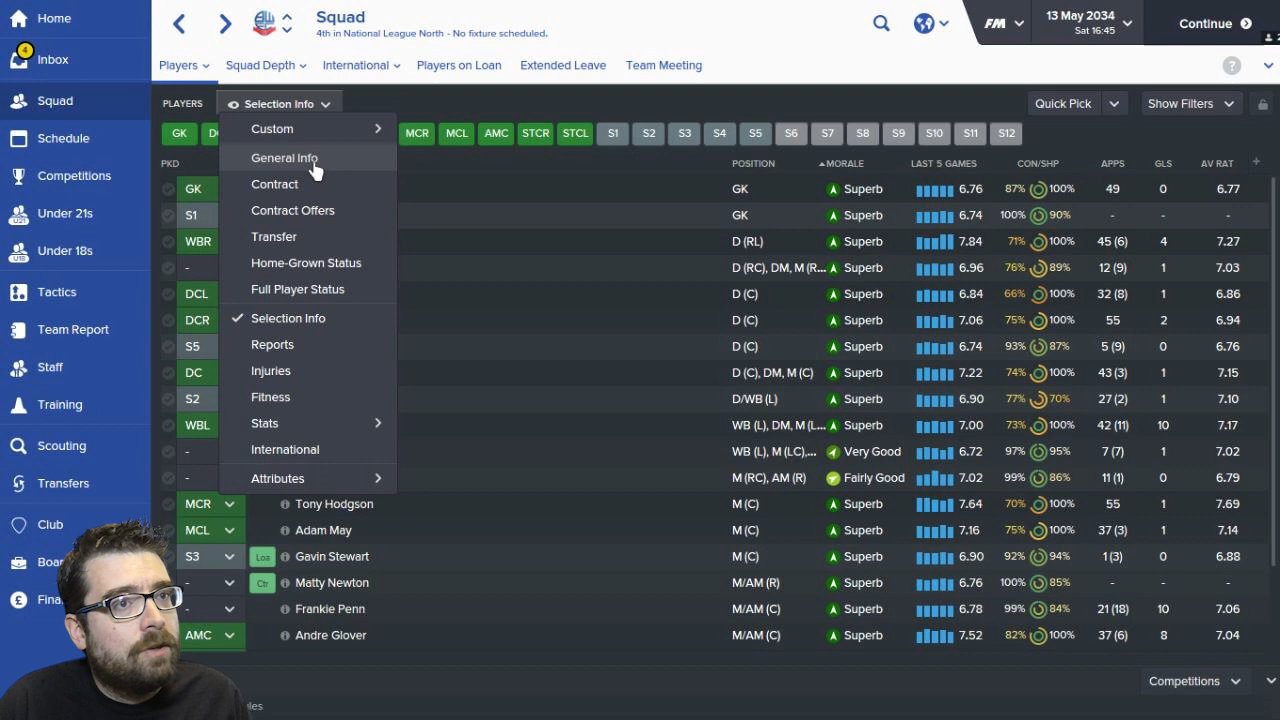 Home
4
Inbox
Squad
Schedule
Competitions
Under 21s
Under 18s
Tactics
Team Report
Staff
Training
Scouting
Transfers
Club
Squad
4th in National League North - No fixture scheduled.
FM
13 May 2034
Sat 16:45
Continue
Players
Squad Depth
International
Players on Loan
Extended Leave
Team Meeting
?
PLAYERS
Selection Info
Quick Pick
Show Filters
GK MCR MCL AMC STCR STCL S1 S2 S3 S4 S5 S6 S7 S8 S9 S10 S11 S12
Custom
General Info
Contract
Contract Offers
Transfer
Home-Grown Status
Full Player Status
Selection Info
Reports
Injuries
Fitness
Stats
International
Attributes
PKD POSITION MORALE LAST 5 GAMES CON/SHP APPS GLS AV RAT +
GK GK Superb 6.76 87% 100% 49 0 6.77
S1 GK Superb 6.74 100% 90% - - -
WBR D (RL) Superb 7.84 71% 100% 45 (6) 4 7.27
- D (RC), DM, M (R... Superb 6.96 76% 89% 12 (9) 1 7.03
DCL D (C) Superb 6.84 66% 100% 32 (8) 1 6.86
DCR D (C) Superb 7.06 75% 100% 55 2 6.94
S5 D (C) Superb 6.74 93% 87% 5 (9) 0 6.76
DC D (C), DM, M (C) Superb 7.22 74% 100% 43 (3) 1 7.15
S2 D/WB (L) Superb 6.90 77% 70% 27 (2) 1 7.10
WBL WB (L), DM, M (L... Superb 7.00 73% 100% 42 (11) 10 7.17
- WB (L), M (LC),... Very Good 6.72 97% 95% 7 (7) 1 7.02
- M (RC), AM (R) Fairly Good 7.02 99% 86% 11 (1) 0 6.79
MCR Tony Hodgson M (C) Superb 7.64 70% 100% 55 1 7.69
MCL Adam May M (C) Superb 7.16 75% 100% 37 (3) 1 7.14
S3 Loa Gavin Stewart M (C) Superb 6.90 92% 94% 1 (3) 0 6.88
- Ctr Matty Newton M/AM (R) Superb 6.76 100% 85% - - -
- Frankie Penn M/AM (C) Superb 6.78 99% 84% 21 (18) 10 7.06
AMC Andre Glover M/AM (C) Superb 7.52 82% 100% 37 (6) 8 7.04
Competitions